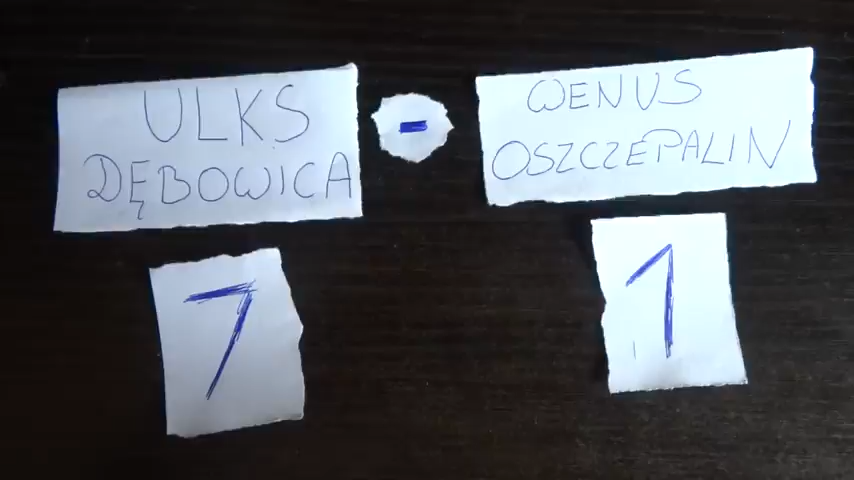 ULKS
DĘBOWICA
-
WENUS
OSZCZEPALIN
7
1